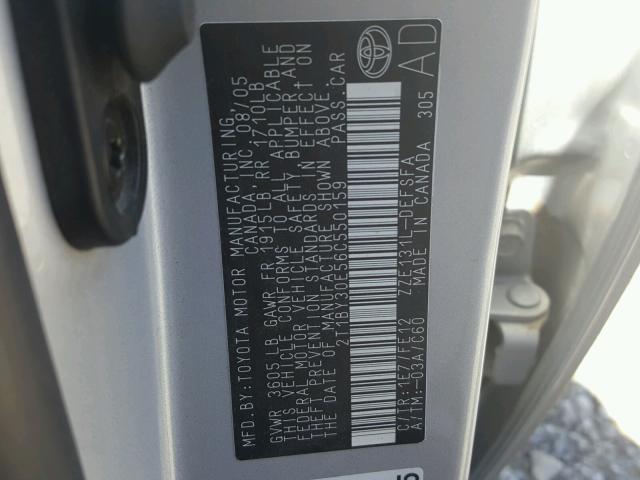 MFD.BY:TOYOTA MOTOR MANUFACTURING,
CANADA, INC. 08/05
GVWR 3605LB GAWR FR 1915LB RR 1710LB
THIS VEHICLE CONFORMS TO ALL APPLICABLE
FEDERAL MOTOR VEHICLE SAFETY BUMPER, AND
THEFT PREVENTION STANDARDS IN EFFECT ON
THE DATE OF MANUFACTURE SHOWN ABOVE.
2T1BY30E56C550159 PASS.CAR
C/TR:1E7/FE12 ZZE131L-DEFSFA
A/TM:-03A/C60 MADE IN CANADA 305
AD